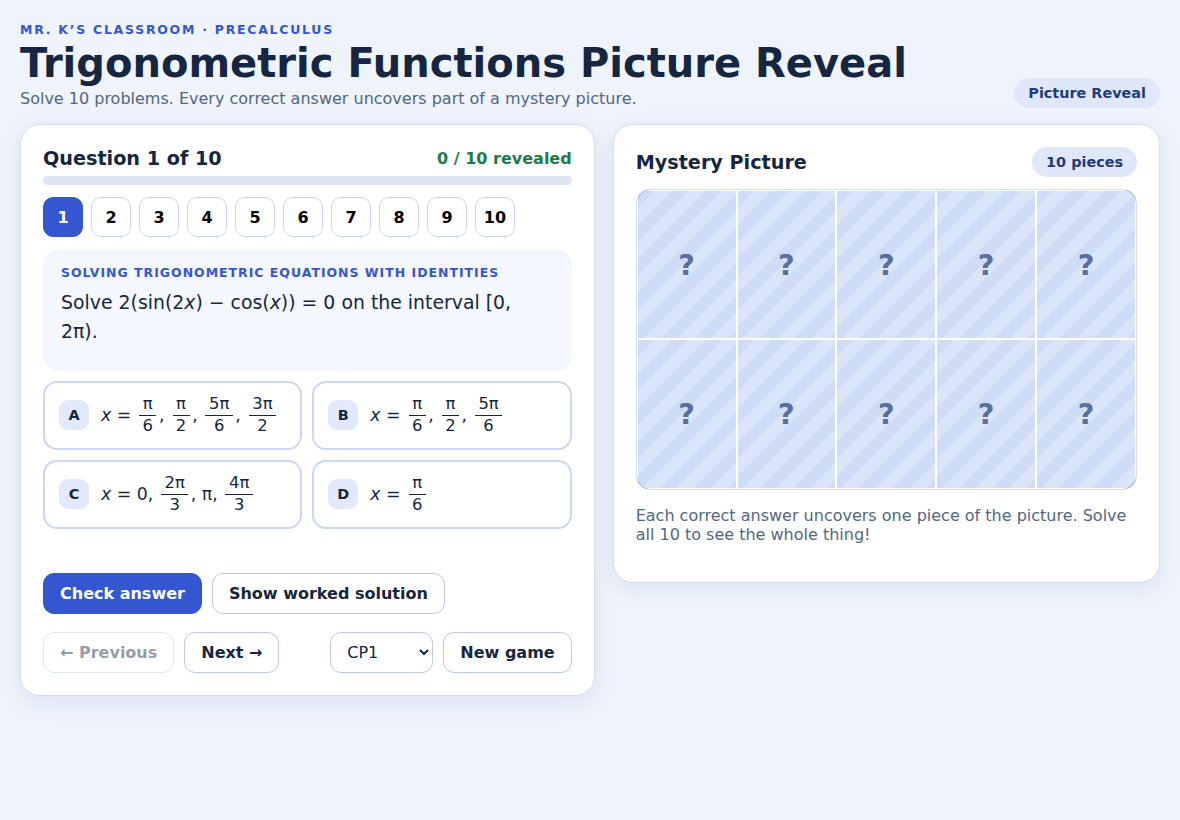 MR. K’S CLASSROOM · PRECALCULUS
Trigonometric Functions Picture Reveal
Solve 10 problems. Every correct answer uncovers part of a mystery picture.
Picture Reveal
Question 1 of 10
0 / 10 revealed
1 2 3 4 5 6 7 8 9 10
SOLVING TRIGONOMETRIC EQUATIONS WITH IDENTITIES
Solve 2(sin(2x) − cos(x)) = 0 on the interval [0,
2π).
A x = π/6, π/2, 5π/6, 3π/2
B x = π/6, π/2, 5π/6
C x = 0, 2π/3, π, 4π/3
D x = π/6
Check answer
Show worked solution
← Previous
Next →
CP1
New game
Mystery Picture
10 pieces
? ? ? ? ?
? ? ? ? ?
Each correct answer uncovers one piece of the picture. Solve
all 10 to see the whole thing!